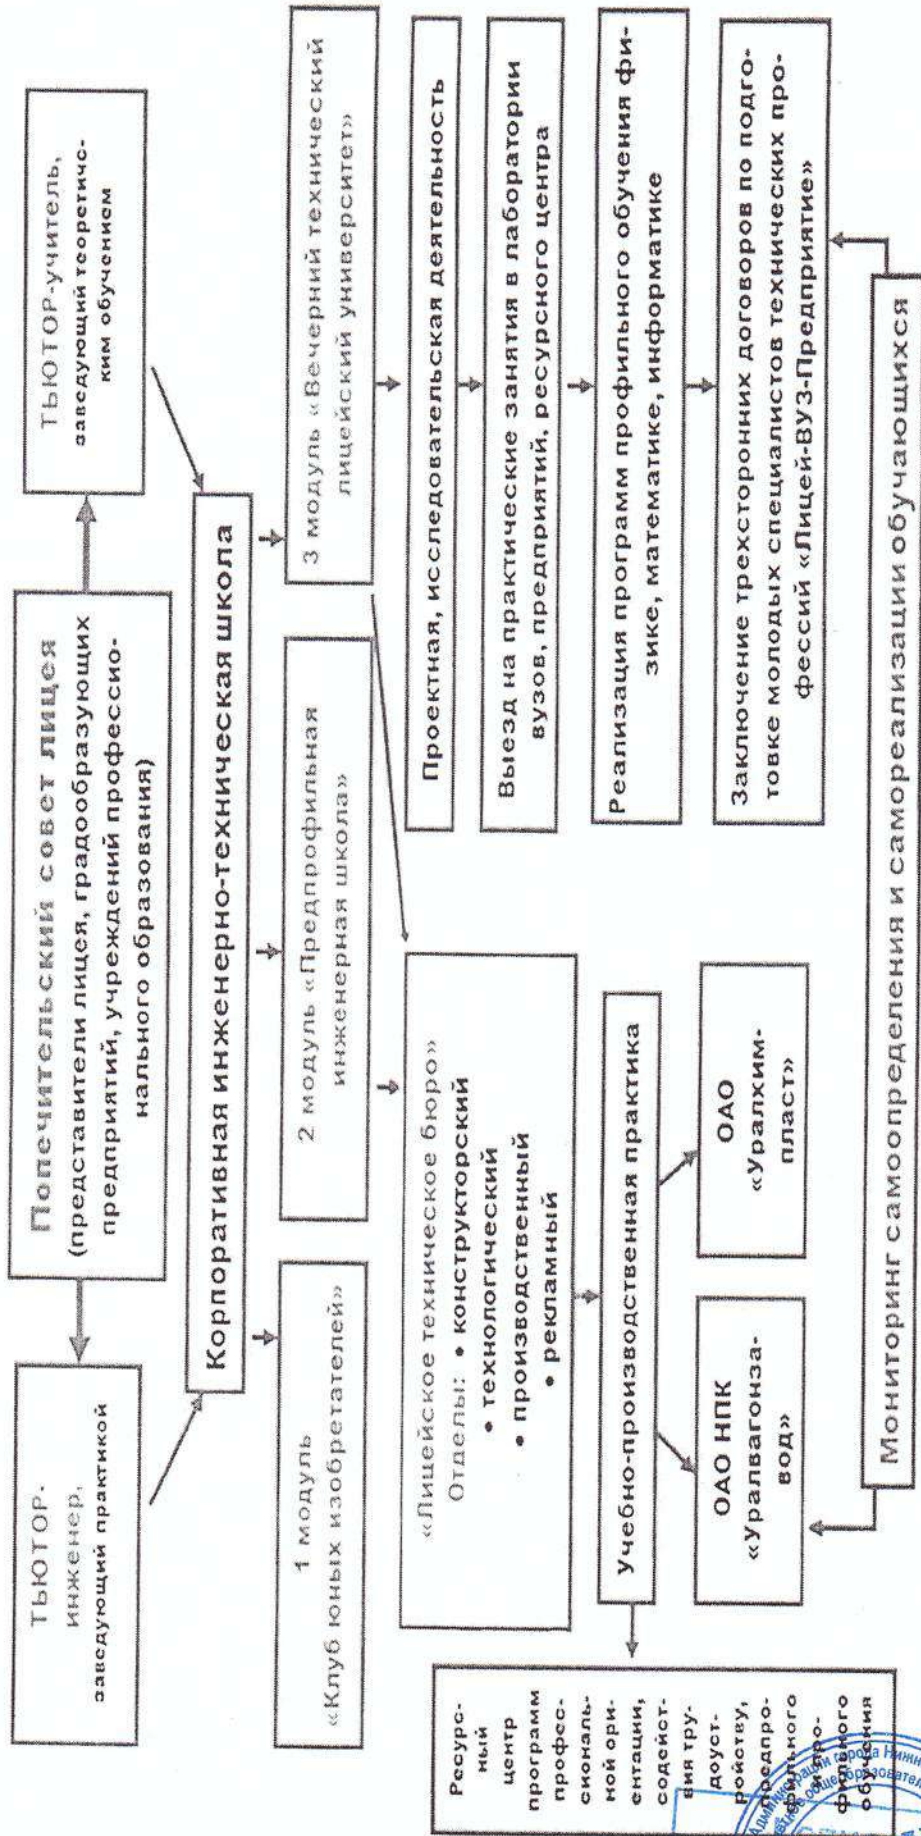 Попечительский совет лицея
(представители лицея, градообразующих
предприятий, учреждений профессио-
нального образования)
ТЬЮТОР-
инженер,
заведующий практикой
ТЬЮТОР-учитель,
заведующий теоретичес-
ким обучением
Корпоративная инженерно-техническая школа
1 модуль
«Клуб юных изобретателей»
2 модуль «Предпрофильная
инженерная школа»
3 модуль «Вечерний технический
лицейский университет»
«Лицейское техническое бюро»
Отделы: • конструкторский
• технологический
• производственный
• рекламный
Учебно-производственная практика
ОАО НПК
«Уралвагонза-
вод»
ОАО
«Уралхим-
пласт»
Ресурс-
ный
центр
программ
профес-
сиональ-
ной ори-
ентации,
содейст-
вия тру-
доуст-
ройству,
предпро-
фильного
и про-
фильного
обучения
Проектная, исследовательская деятельность
Выезд на практические занятия в лаборатории
вузов, предприятий, ресурсного центра
Реализация программ профильного обучения фи-
зике, математике, информатике
Заключение трехсторонних договоров по подго-
товке молодых специалистов технических про-
фессий «Лицей-ВУЗ-Предприятие»
Мониторинг самоопределения и самореализации обучающихся
Администрации города Нижн
общеобразовател